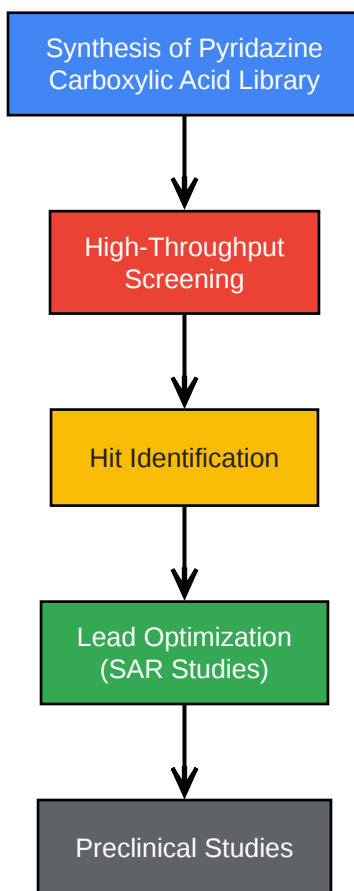 Synthesis of Pyridazine
Carboxylic Acid Library
High-Throughput
Screening
Hit Identification
Lead Optimization
(SAR Studies)
Preclinical Studies